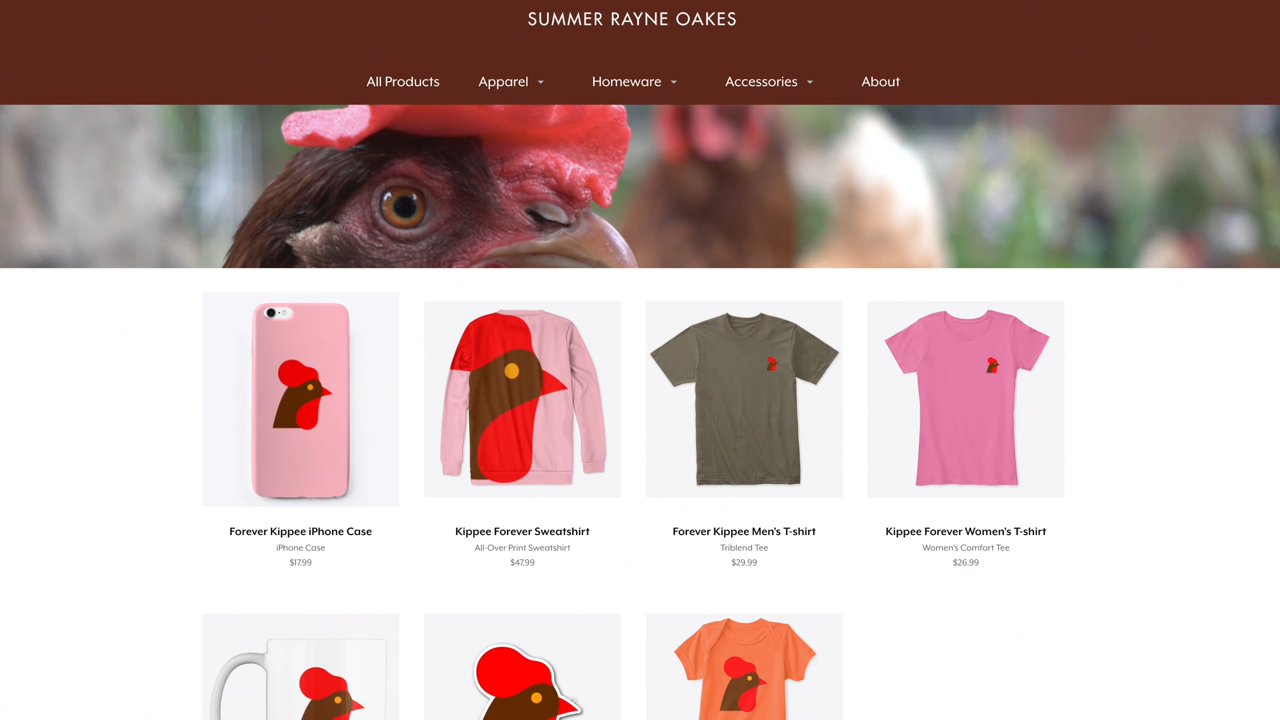 SUMMER RAYNE OAKES
All Products Apparel Homeware Accessories About
Forever Kippee iPhone Case
iPhone Case
$17.99
Kippee Forever Sweatshirt
All-Over Print Sweatshirt
$47.99
Forever Kippee Men's T-shirt
Triblend Tee
$29.99
Kippee Forever Women's T-shirt
Women's Comfort Tee
$26.99